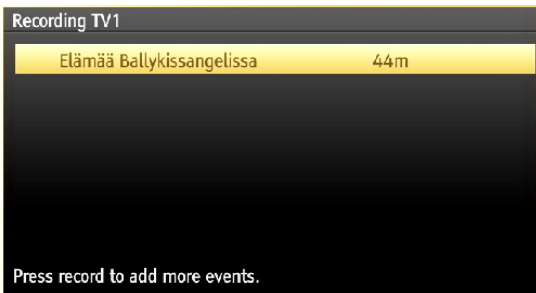 Recording TV1
Elämää Ballykissangelissa 44m
Press record to add more events.